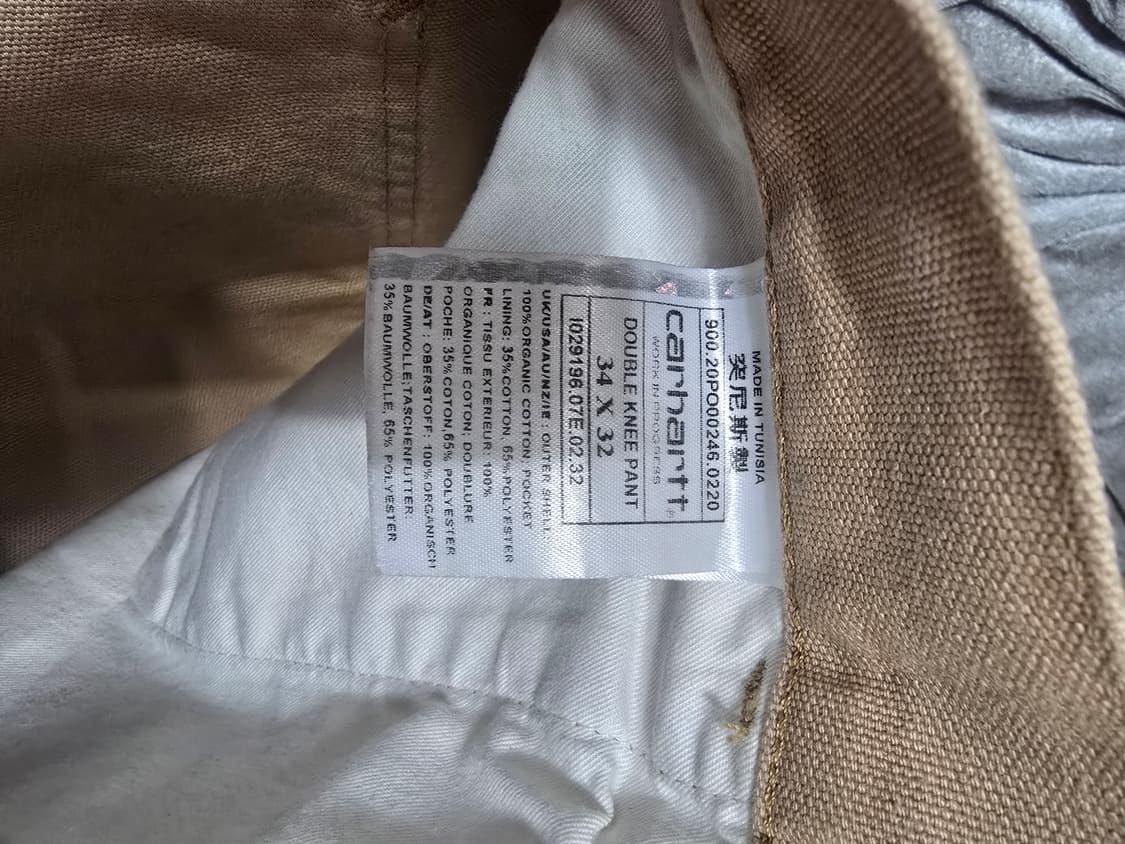 MADE IN TUNISIA
突尼斯製
900.20PO00246.0220
carhartt®
WORK IN PROGRESS
DOUBLE KNEE PANT
34 X 32
I029196.07E.02.32
UK/USA/AU/NZ/IE : OUTER SHELL:
100%ORGANIC COTTON, POCKET
LINING: 35%COTTON, 65%POLYESTER
FR : TISSU EXTERIEUR: 100%
ORGANIQUE COTON; DOUBLURE
POCHE: 35%COTON,65% POLYESTER
DE/AT : OBERSTOFF: 100%ORGANISCH
BAUMWOLLE;TASCHENFUTTER:
35%BAUMWOLLE, 65% POLYESTER